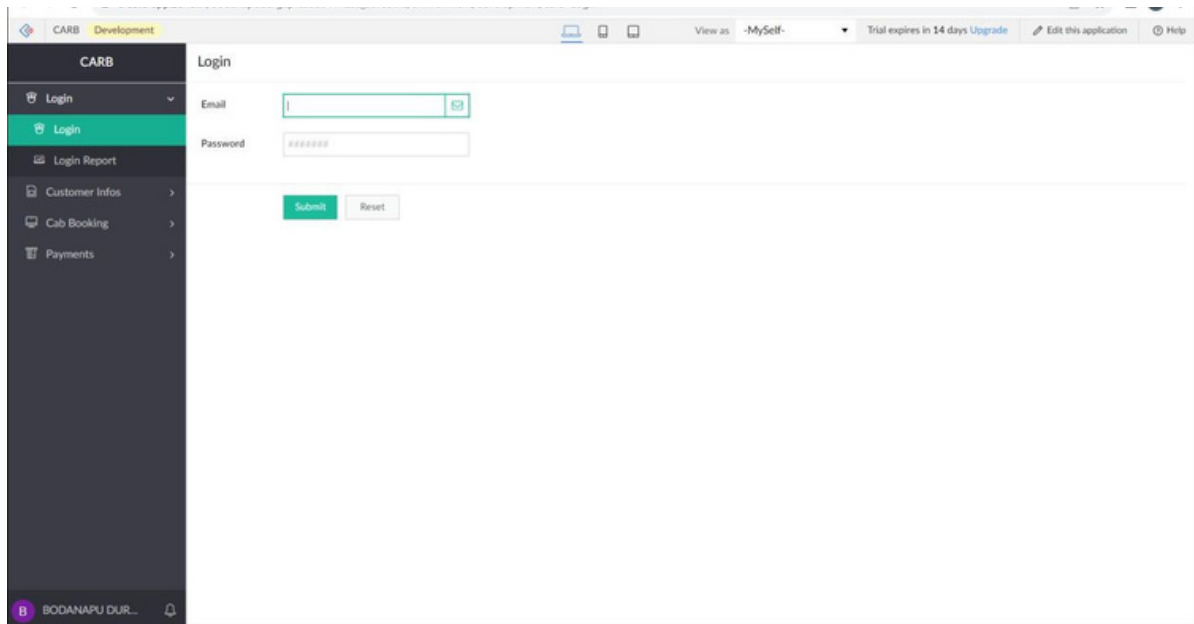 CARB Development View as -MySelf- Trial expires in 14 days Upgrade Edit this application Help
CARB
Login
Login
Login Report
Customer Infos
Cab Booking
Payments
BODANAPU DUR...
B
Login
Email
Password #######
Submit Reset